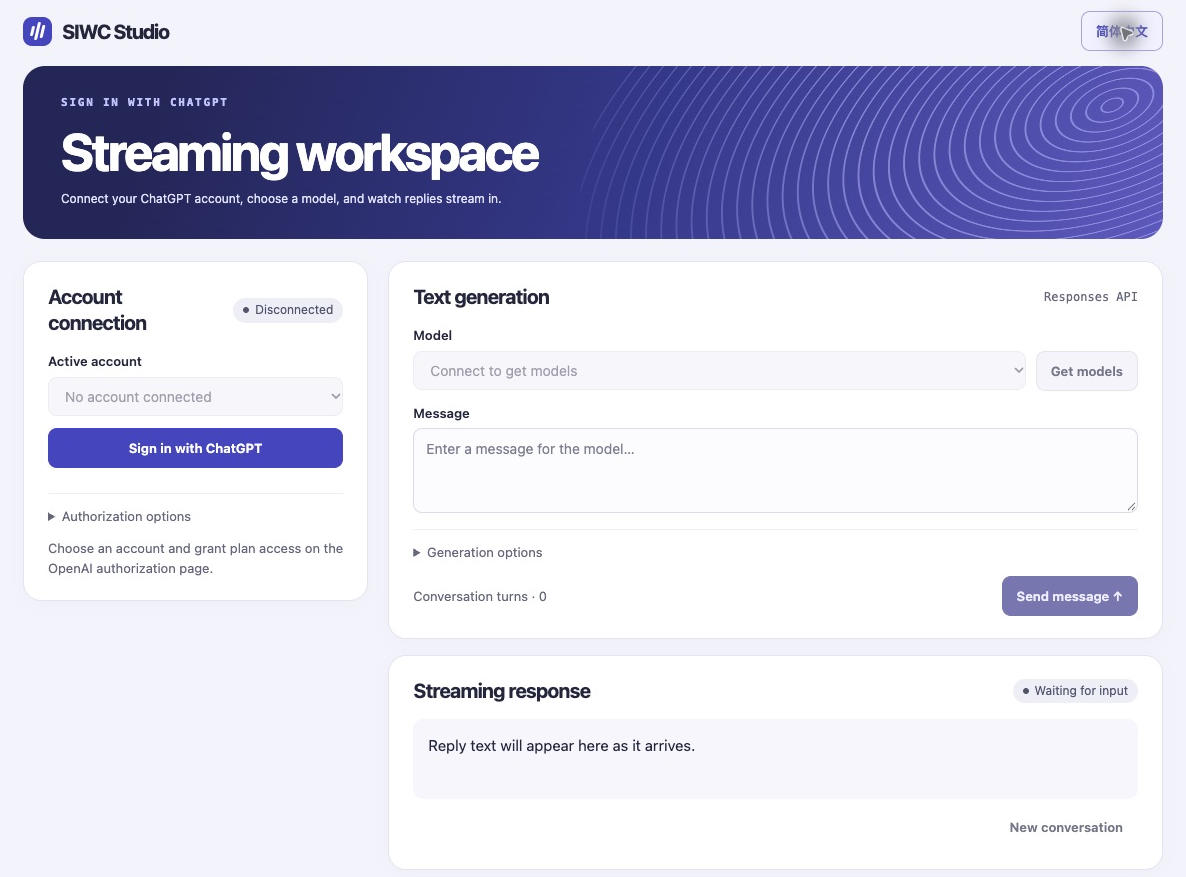 SIWC Studio
简体中文
SIGN IN WITH CHATGPT
Streaming workspace
Connect your ChatGPT account, choose a model, and watch replies stream in.
Account
connection
Disconnected
Active account
No account connected
Sign in with ChatGPT
Authorization options
Choose an account and grant plan access on the
OpenAI authorization page.
Text generation
Responses API
Model
Connect to get models
Get models
Message
Enter a message for the model...
Generation options
Conversation turns · 0
Send message ↑
Streaming response
Waiting for input
Reply text will appear here as it arrives.
New conversation